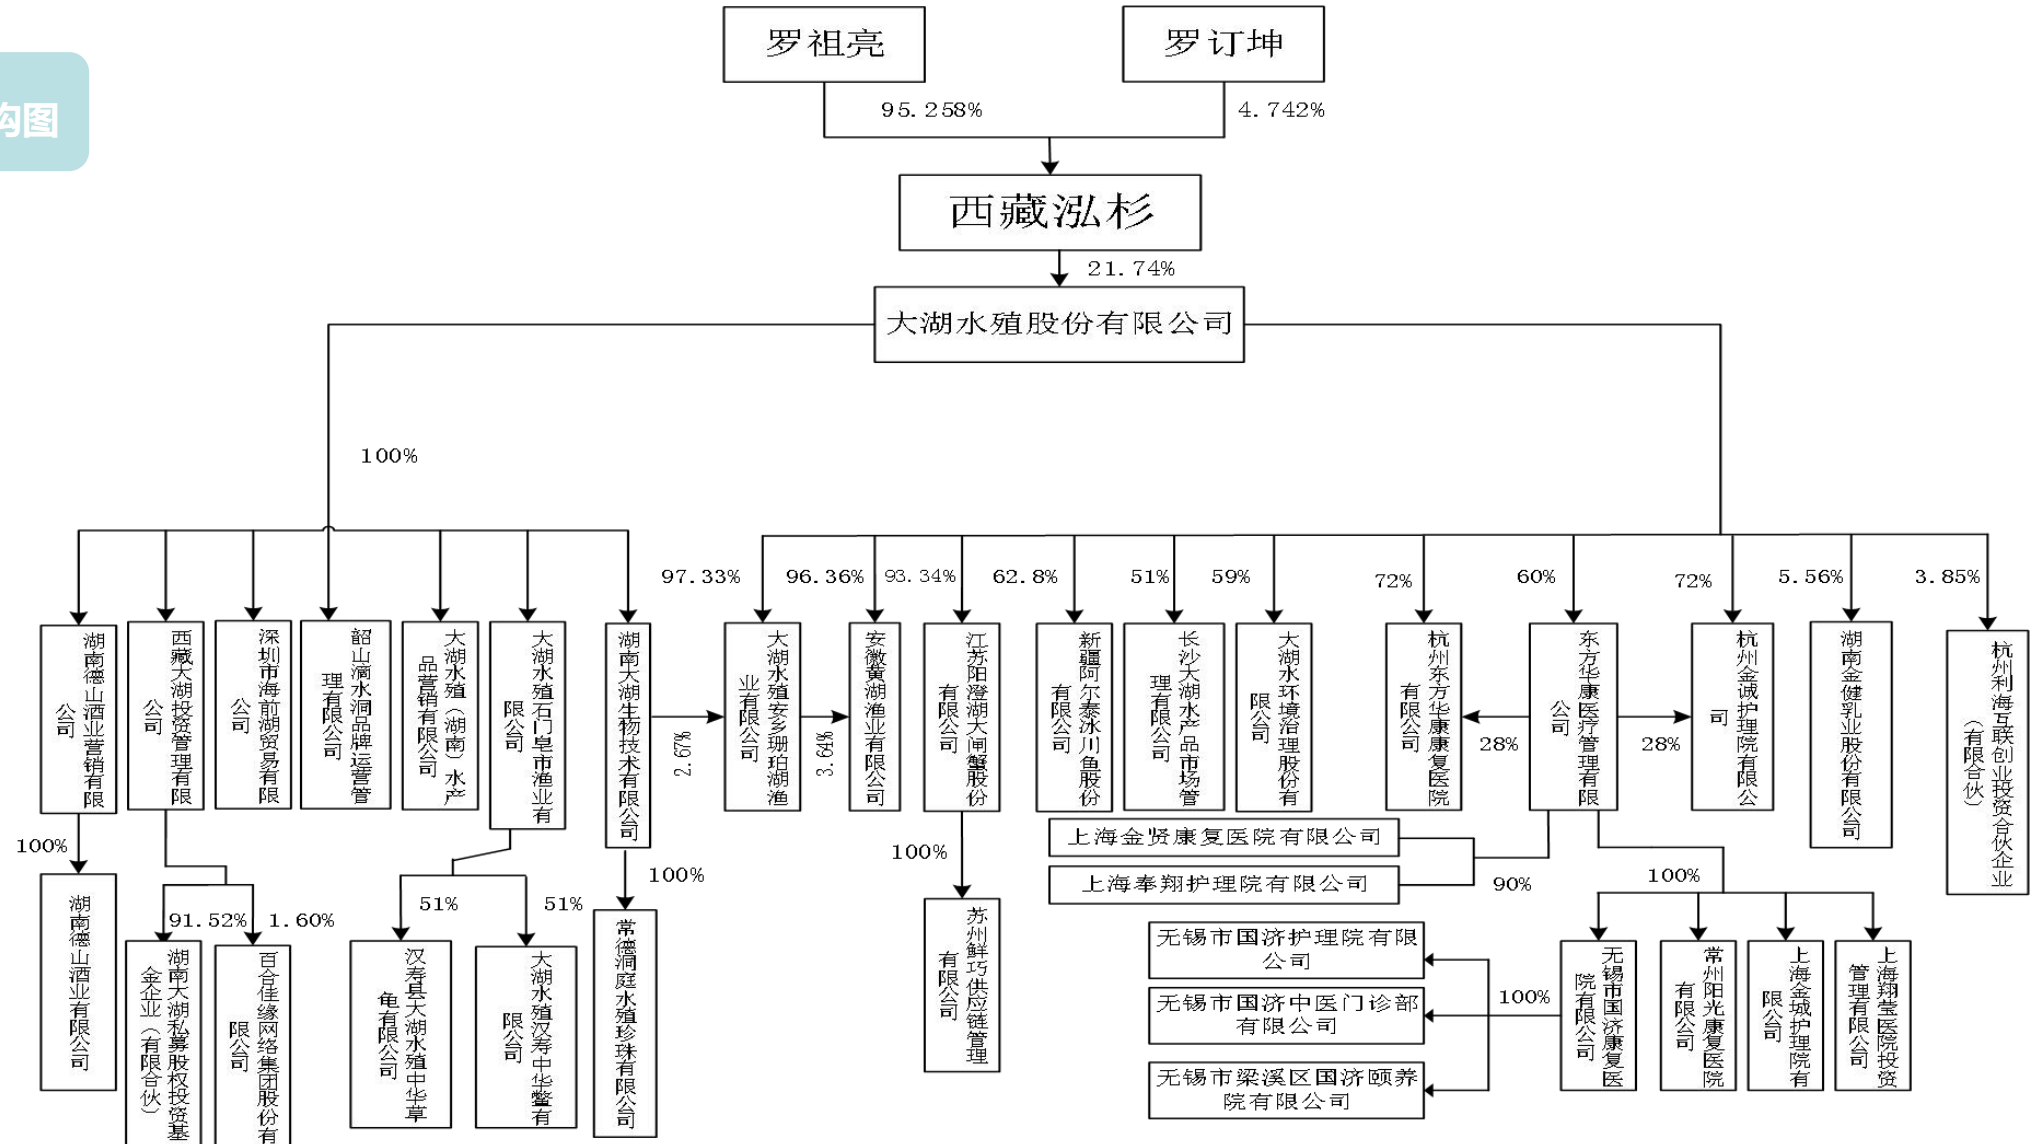 罗祖亮
罗订坤
构图
95.258%
4.742%
西藏泓杉
21.74%
大湖水殖股份有限公司
100%
97.33%
96.36%
93.34%
62.8%
51%
59%
72%
60%
72%
5.56%
3.85%
湖南德山酒业营销有限
公司
西藏大湖投资管理有限
公司
深圳市海前湖贸易有限
公司
韶山滴水洞品牌运营管
理有限公司
大湖水殖（湖南）水产
品营销有限公司
大湖水殖石门皂市渔业有
限公司
湖南大湖生物技术有限公司
2.67%
大湖水殖安乡珊珀湖渔
业有限公司
3.64%
安徽黄湖渔业有限公司
江苏阳澄湖大闸蟹股份
有限公司
新疆阿尔泰冰川鱼股份
有限公司
长沙大湖水产品市场管
理有限公司
大湖水环境治理股份有
限公司
杭州东方华康康复医院
有限公司
28%
东方华康医疗管理有限
公司
28%
杭州金诚护理院有限公
司
湖南金健乳业股份有限公司
杭州利海互联创业投资合伙企业
（有限合伙）
100%
湖南德山酒业有限公司
91.52%
1.60%
湖南大湖私募股权投资基
金企业（有限合伙）
百合佳缘网络集团股份有
限公司
51%
51%
汉寿县大湖水殖中华草
龟有限公司
大湖水殖汉寿中华鳖有
限公司
100%
常德洞庭水殖珍珠有限公司
100%
苏州鲜巧供应链管理
有限公司
上海金贤康复医院有限公司
上海奉翔护理院有限公司
90%
100%
无锡市国济护理院有限
公司
无锡市国济中医门诊部
有限公司
无锡市梁溪区国济颐养
院有限公司
100%
无锡市国济康复医
院有限公司
常州阳光康复医院
有限公司
上海金城护理院有
限公司
上海翔莹医院投资
管理有限公司